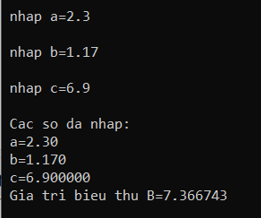 nhap a=2.3
nhap b=1.17
nhap c=6.9
Cac so da nhap:
a=2.30
b=1.170
c=6.900000
Gia tri bieu thu B=7.366743